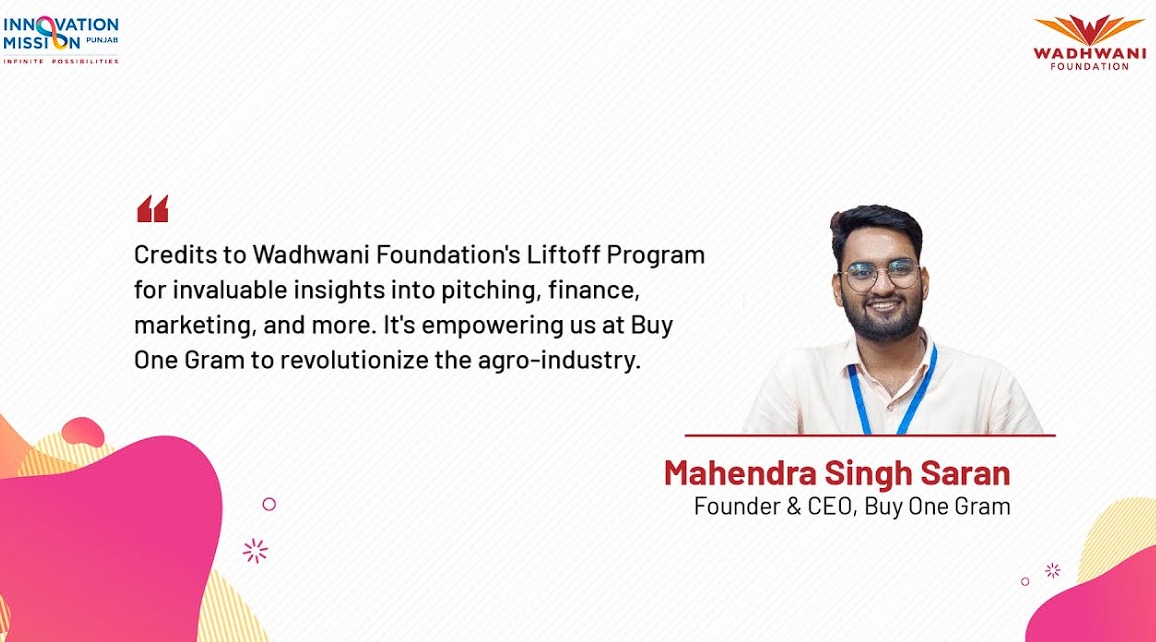 INNOVATION
MISSION PUNJAB
INFINITE POSSIBILITIES
WADHWANI
FOUNDATION
❝
Credits to Wadhwani Foundation's Liftoff Program
for invaluable insights into pitching, finance,
marketing, and more. It's empowering us at Buy
One Gram to revolutionize the agro-industry.
Mahendra Singh Saran
Founder & CEO, Buy One Gram